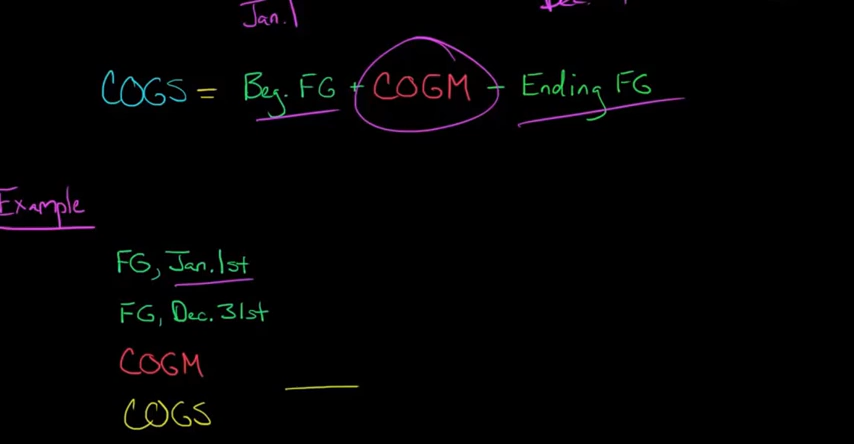 Jan. 1
COGS = Beg. FG + COGM - Ending FG
Example
FG, Jan. 1st
FG, Dec. 31st
COGM
COGS